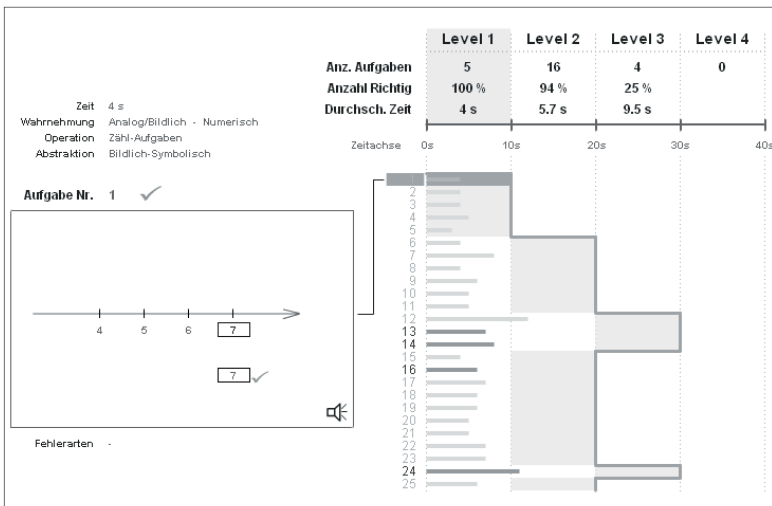 Level 1 Level 2 Level 3 Level 4
Anz. Aufgaben 5 16 4 0
Anzahl Richtig 100 % 94 % 25 %
Durchsch. Zeit 4 s 5.7 s 9.5 s
Zeit 4 s
Wahrnehmung Analog/Bildlich - Numerisch
Operation Zähl-Aufgaben
Abstraktion Bildlich-Symbolisch
Zeitachse 0s 10s 20s 30s 40s
Aufgabe Nr. 1
4 5 6 7
7
Fehlerarten -
1
2
3
4
5
6
7
8
9
10
11
12
13
14
15
16
17
18
19
20
21
22
23
24
25